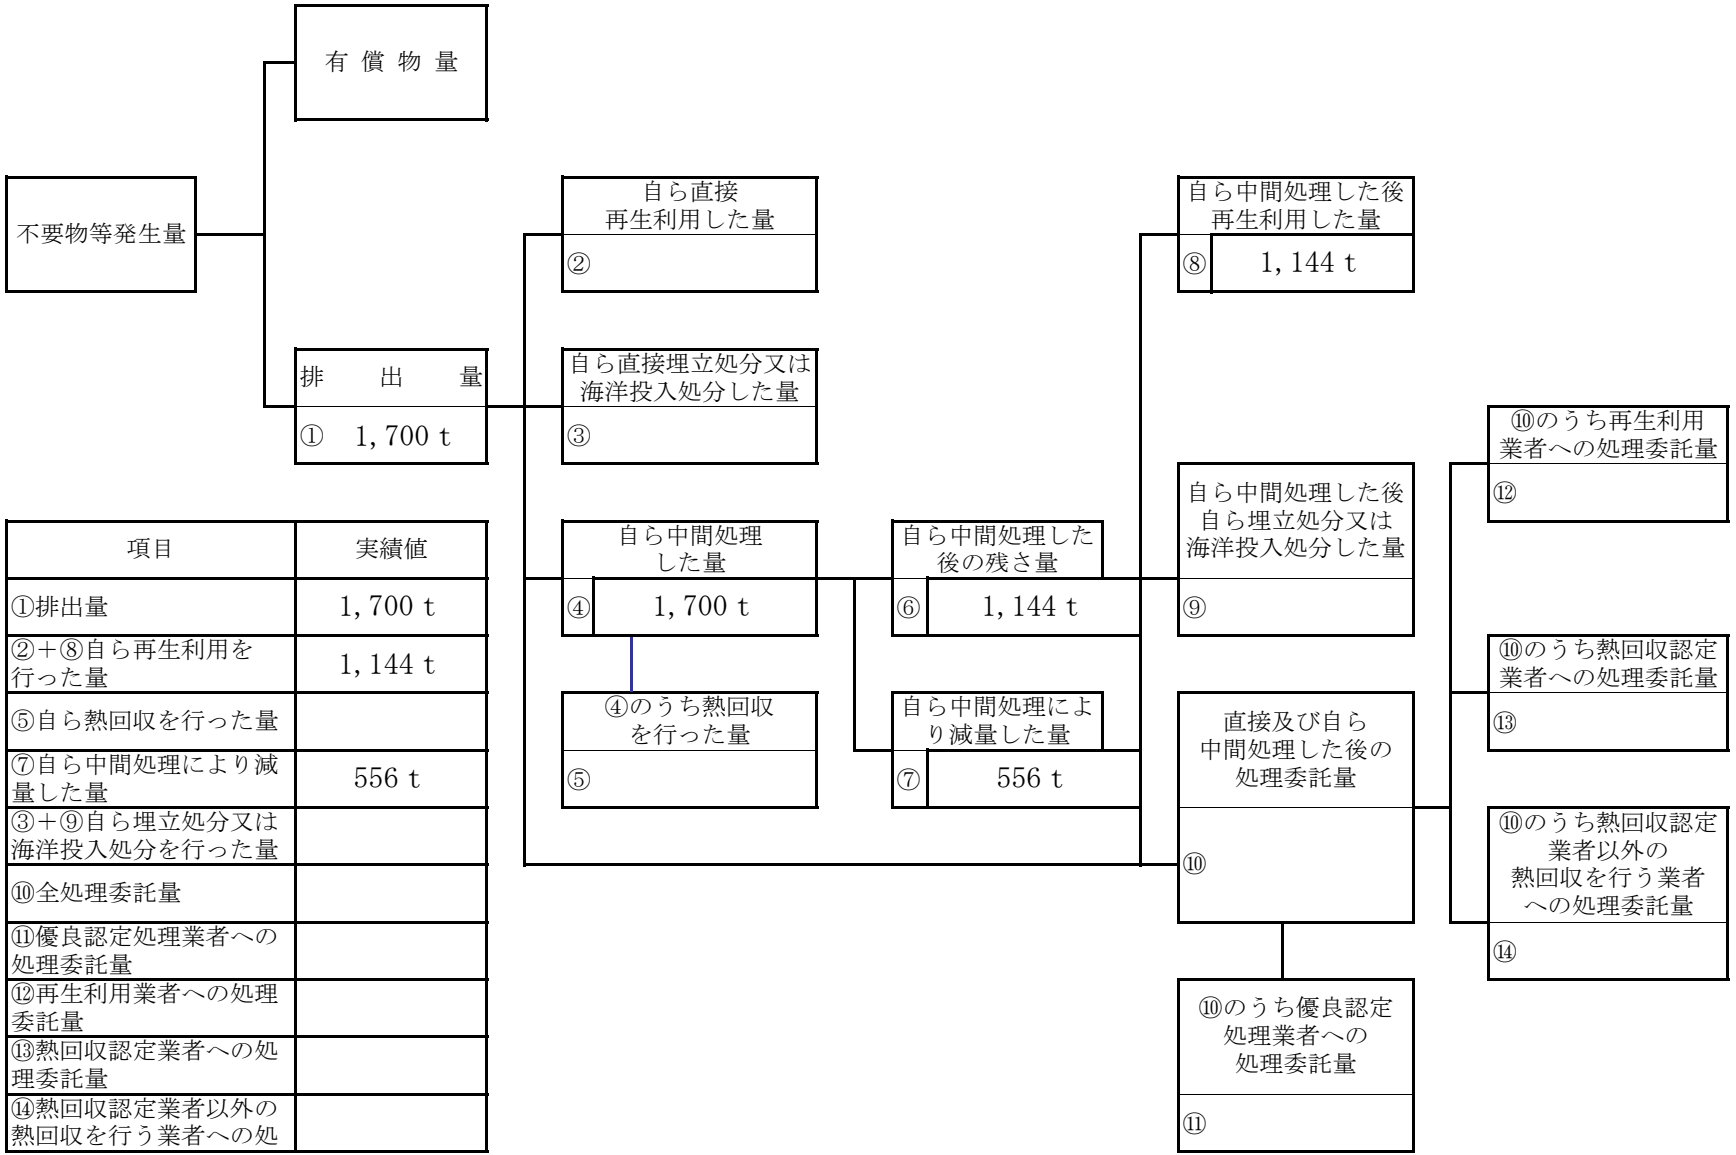 有償物量
不要物等発生量
排出量
① 1,700 t
自ら直接
再生利用した量
②
自ら直接埋立処分又は
海洋投入処分した量
③
自ら中間処理
した量
④ 1,700 t
④のうち熱回収
を行った量
⑤
自ら中間処理した
後の残さ量
⑥ 1,144 t
自ら中間処理によ
り減量した量
⑦ 556 t
自ら中間処理した後
再生利用した量
⑧ 1,144 t
自ら中間処理した後
自ら埋立処分又は
海洋投入処分した量
⑨
直接及び自ら
中間処理した後の
処理委託量
⑩
⑩のうち優良認定
処理業者への
処理委託量
⑪
⑩のうち再生利用
業者への処理委託量
⑫
⑩のうち熱回収認定
業者への処理委託量
⑬
⑩のうち熱回収認定
業者以外の
熱回収を行う業者
への処理委託量
⑭
項目 実績値
①排出量 1,700 t
②+⑧自ら再生利用を
行った量
1,144 t
⑤自ら熱回収を行った量
⑦自ら中間処理により減
量した量
556 t
③+⑨自ら埋立処分又は
海洋投入処分を行った量
⑩全処理委託量
⑪優良認定処理業者への
処理委託量
⑫再生利用業者への処理
委託量
⑬熱回収認定業者への処
理委託量
⑭熱回収認定業者以外の
熱回収を行う業者への処